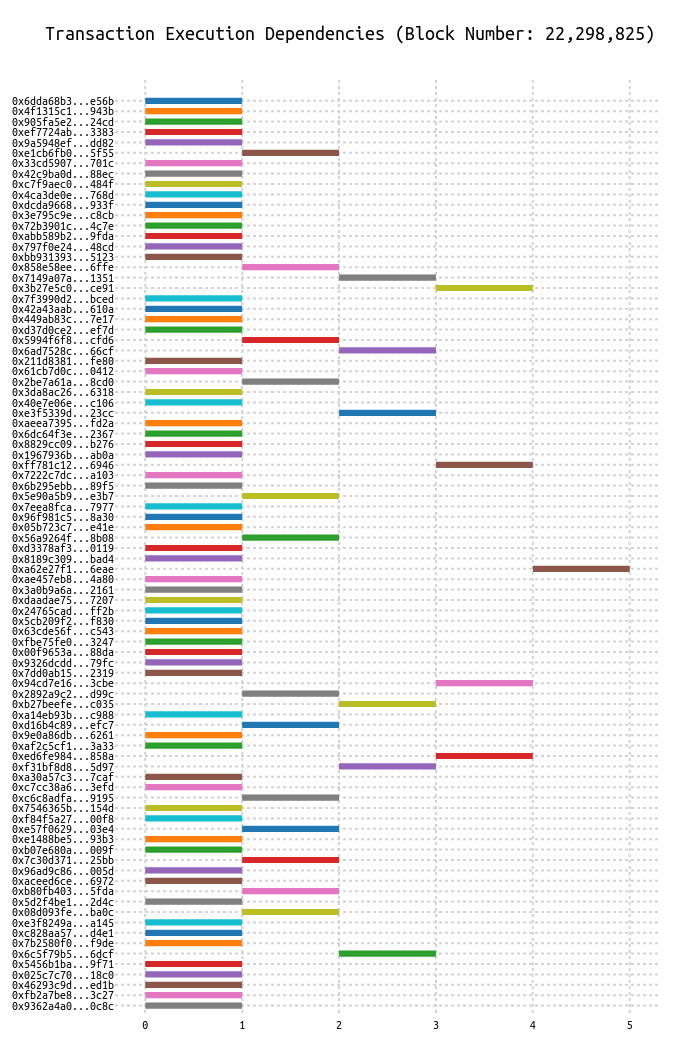 Transaction Execution Dependencies (Block Number: 22,298,825)
0x6dda68b3...e56b
0x4f1315c1...943b
0x905fa5e2...24cd
0xef7724ab...3383
0x9a5948ef...dd82
0xe1cb6fb0...5f55
0x33cd5907...701c
0x42c9ba0d...88ec
0xc7f9aec0...484f
0x4ca3de0e...768d
0xdcda9668...933f
0x3e795c9e...c8cb
0x72b3901c...4c7e
0xabb589b2...9fda
0x797f0e24...48cd
0xbb931393...5123
0x858e58ee...6ffe
0x7149a07a...1351
0x3b27e5c0...ce91
0x7f3990d2...bced
0x42a43aab...610a
0x449ab83c...7e17
0xd37d0ce2...ef7d
0x5994f6f8...cfd6
0x6ad7528c...66cf
0x211d8381...fe80
0x61cb7d0c...0412
0x2be7a61a...8cd0
0x3da8ac26...6318
0x40e7e06e...c106
0xe3f5339d...23cc
0xaeea7395...fd2a
0x6dc64f3e...2367
0x8829cc09...b276
0x1967936b...ab0a
0xff781c12...6946
0x7222c7dc...a103
0x6b295ebb...89f5
0x5e90a5b9...e3b7
0x7eea8fca...7977
0x96f981c5...8a30
0x05b723c7...e41e
0x56a9264f...8b08
0xd3378af3...0119
0x8189c309...bad4
0xa62e27f1...6eae
0xae457eb8...4a80
0x3a0b9a6a...2161
0xdaadae75...7207
0x24765cad...ff2b
0x5cb209f2...f830
0x63cde56f...c543
0xfbe75fe0...3247
0x00f9653a...88da
0x9326dcdd...79fc
0x7dd0ab15...2319
0x94cd7e16...3cbe
0x2892a9c2...d99c
0xb27beefe...c035
0xa14eb93b...c988
0xd16b4c89...efc7
0x9e0a86db...6261
0xaf2c5cf1...3a33
0xed6fe984...858a
0xf31bf8d8...5d97
0xa30a57c3...7caf
0xc7cc38a6...3efd
0xc6c8adfa...9195
0x7546365b...154d
0xf84f5a27...00f8
0xe57f0629...03e4
0xe1488be5...93b3
0xb07e680a...009f
0x7c30d371...25bb
0x96ad9c86...005d
0xaceed6ce...6972
0xb80fb403...5fda
0x5d2f4be1...2d4c
0x08d093fe...ba0c
0xe3f8249a...a145
0xc828aa57...d4e1
0x7b2580f0...f9de
0x6c5f79b5...6dcf
0x5456b1ba...9f71
0x025c7c70...18c0
0x46293c9d...ed1b
0xfb2a7be8...3c27
0x9362a4a0...0c8c
0 1 2 3 4 5